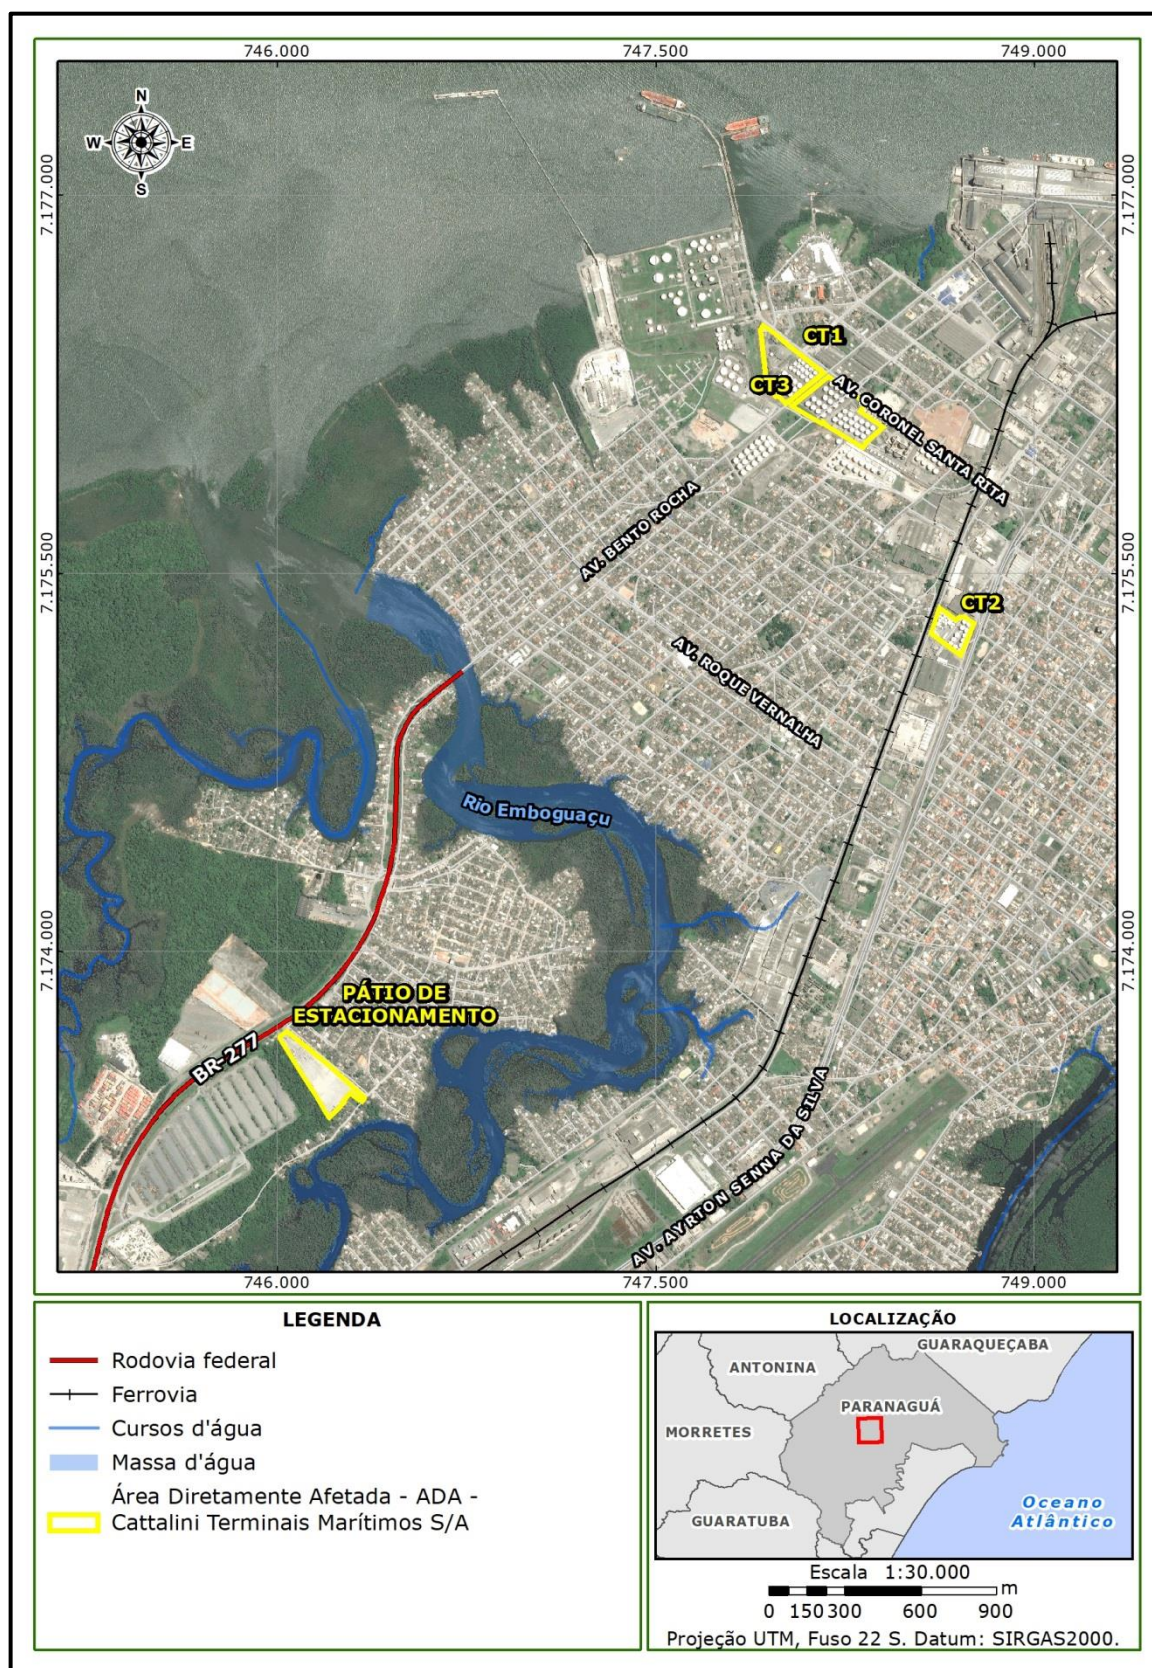 746.000
747.500
749.000
N
W
E
S
7.177.000
7.177.000
CT1
CT3
AV. CORONEL SANTA RITA
AV. BENTO ROCHA
7.175.500
7.175.500
CT2
AV. ROQUE VERNALHA
Rio Emboguaçu
7.174.000
7.174.000
PÁTIO DE
ESTACIONAMENTO
BR-277
AV. AYRTON SENNA DA SILVA
746.000
747.500
749.000
LEGENDA
Rodovia federal
Ferrovia
Cursos d'água
Massa d'água
Área Diretamente Afetada - ADA -
Cattalini Terminais Marítimos S/A
LOCALIZAÇÃO
GUARAQUEÇABA
ANTONINA
PARANAGUÁ
MORRETES
Oceano
Atlântico
GUARATUBA
Escala 1:30.000
m
0 150 300 600 900
Projeção UTM, Fuso 22 S. Datum: SIRGAS2000.